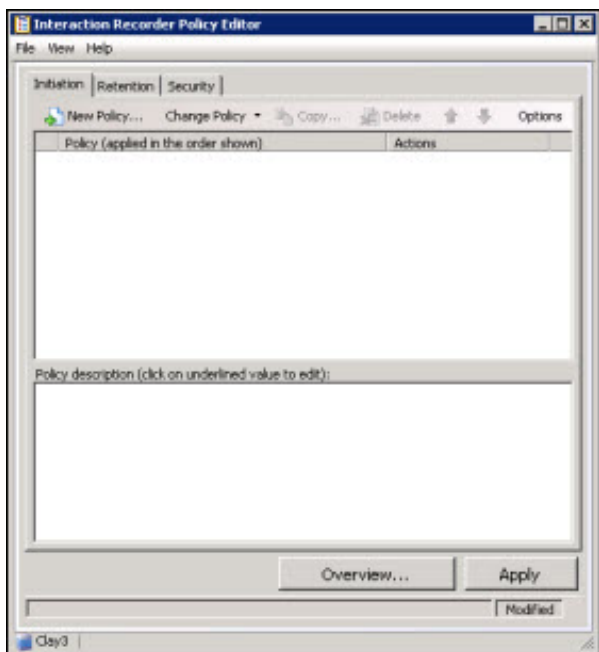 Interaction Recorder Policy Editor
File View Help
Initiation Retention Security
New Policy... Change Policy Copy... Delete Options
Policy (applied in the order shown) Actions
Policy description (click on underlined value to edit):
Overview... Apply
Modified
Clay3